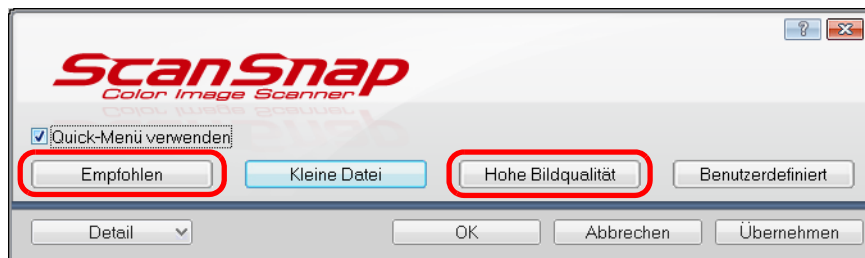 ScanSnap
Color Image Scanner
Quick-Menü verwenden
Empfohlen Kleine Datei Hohe Bildqualität Benutzerdefiniert
Detail OK Abbrechen Übernehmen